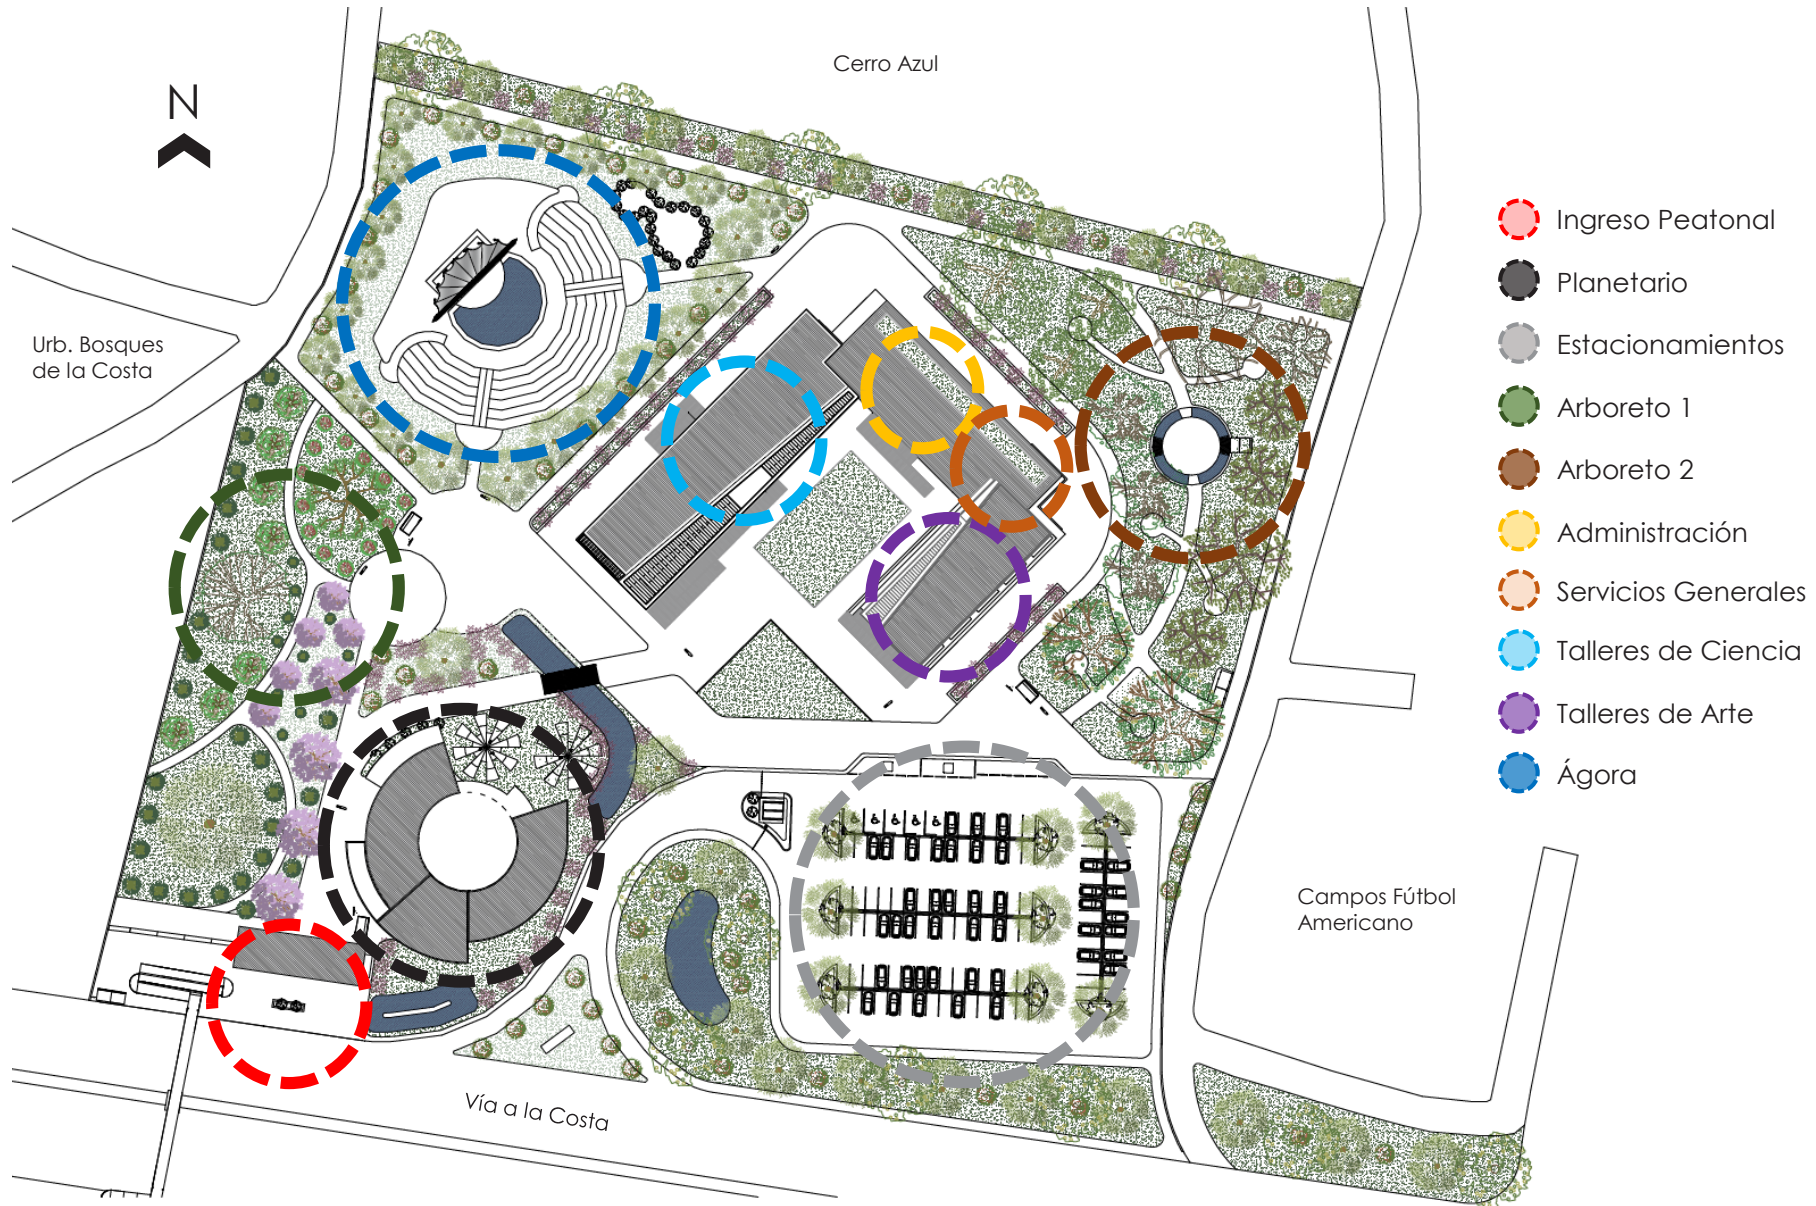 Cerro Azul
N
Urb. Bosques
de la Costa
Ingreso Peatonal
Planetario
Estacionamientos
Arboreto 1
Arboreto 2
Administración
Servicios Generales
Talleres de Ciencia
Talleres de Arte
Ágora
Campos Fútbol
Americano
Vía a la Costa